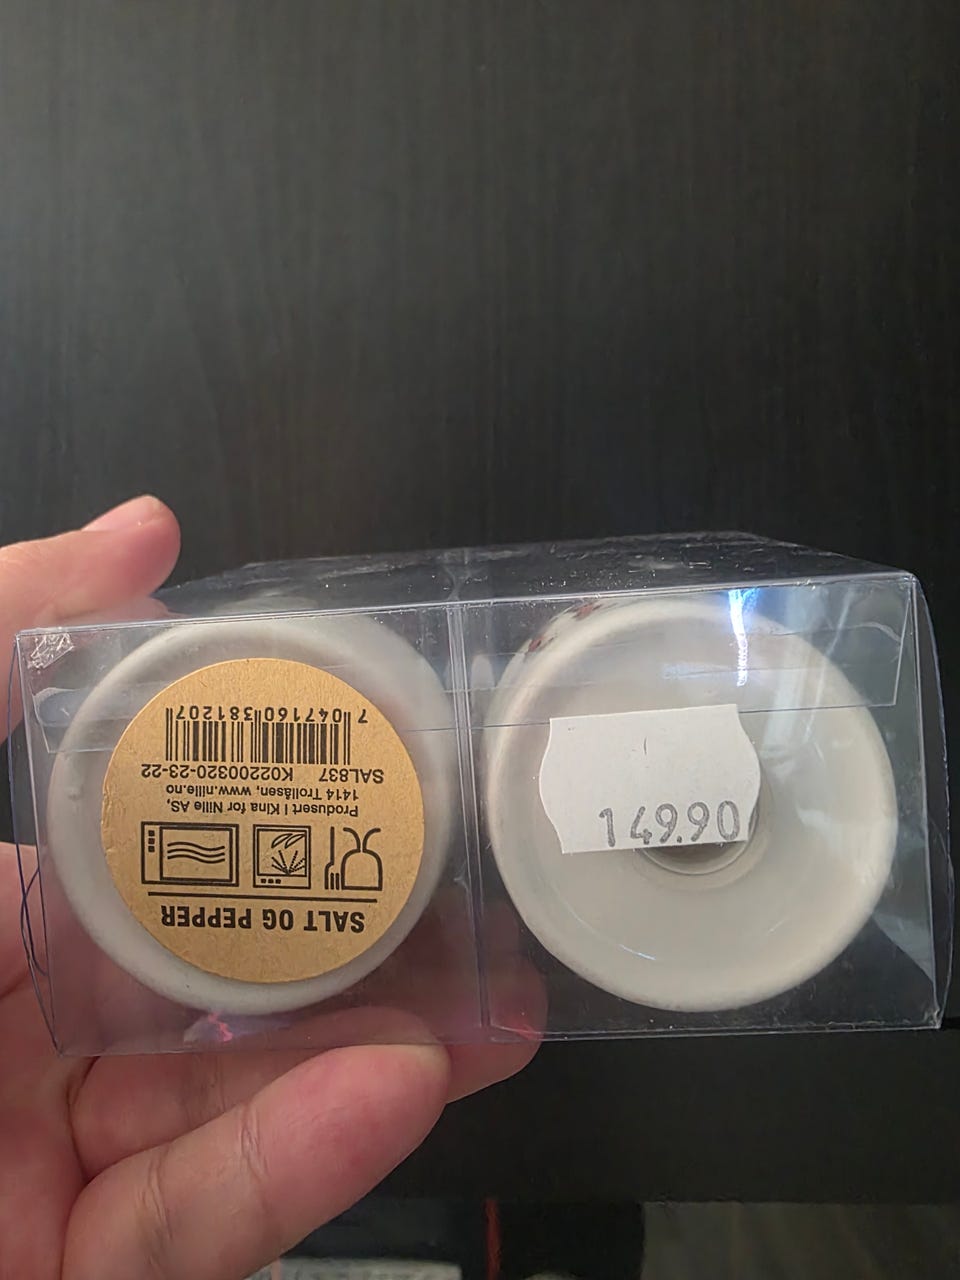 SALT OG PEPPER
Produsert i Kina for Nille AS,
1414 Trollåsen, www.nille.no
SAL837 K02200320-23-22
7 047160 381207
149.90